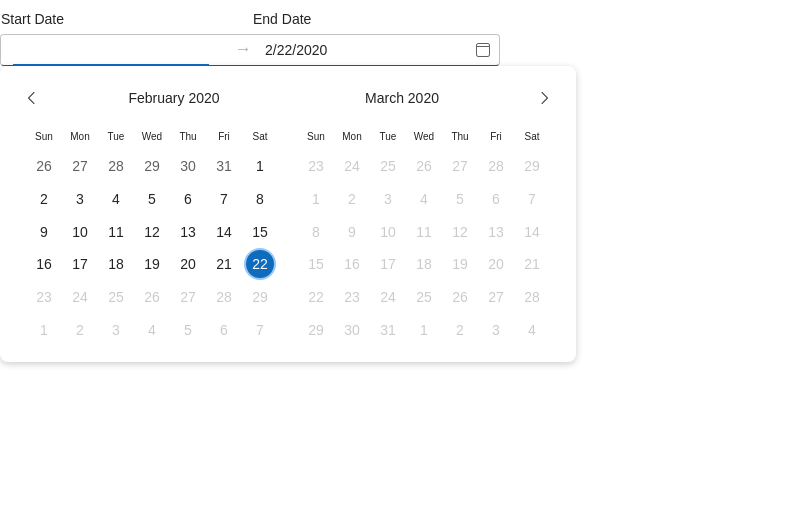 Start Date End Date
→ 2/22/2020
February 2020 March 2020
Sun Mon Tue Wed Thu Fri Sat Sun Mon Tue Wed Thu Fri Sat
26 27 28 29 30 31 1 23 24 25 26 27 28 29
2 3 4 5 6 7 8 1 2 3 4 5 6 7
9 10 11 12 13 14 15 8 9 10 11 12 13 14
16 17 18 19 20 21 22 15 16 17 18 19 20 21
23 24 25 26 27 28 29 22 23 24 25 26 27 28
1 2 3 4 5 6 7 29 30 31 1 2 3 4